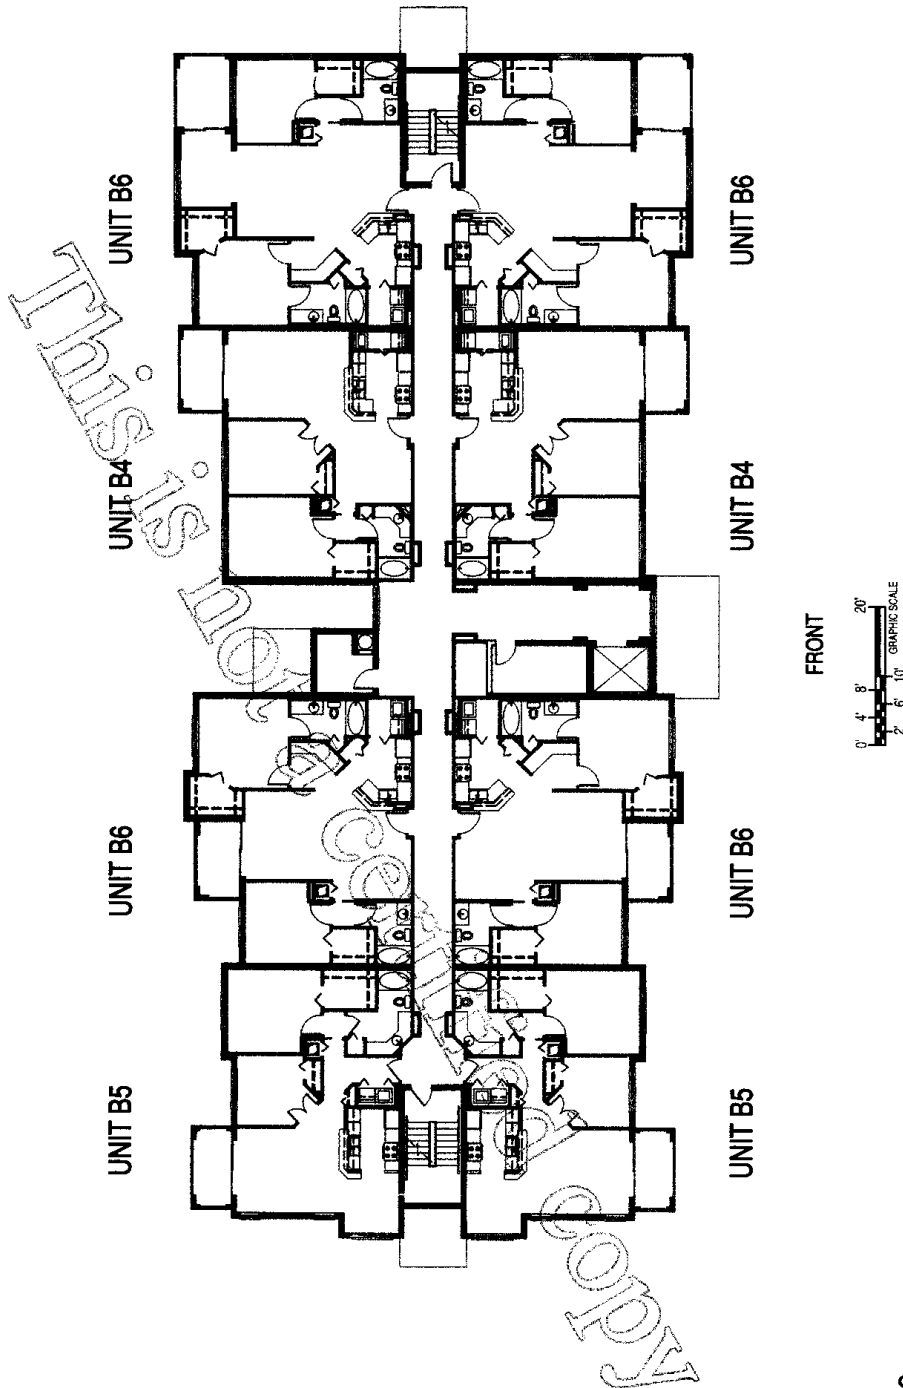 UNIT B6
UNIT B6
UNIT B4
UNIT B4
UNIT B6
UNIT B6
UNIT B5
UNIT B5
FRONT
0' 4' 8' 20'
2' 6' 10'
GRAPHIC SCALE
This is not a certified copy